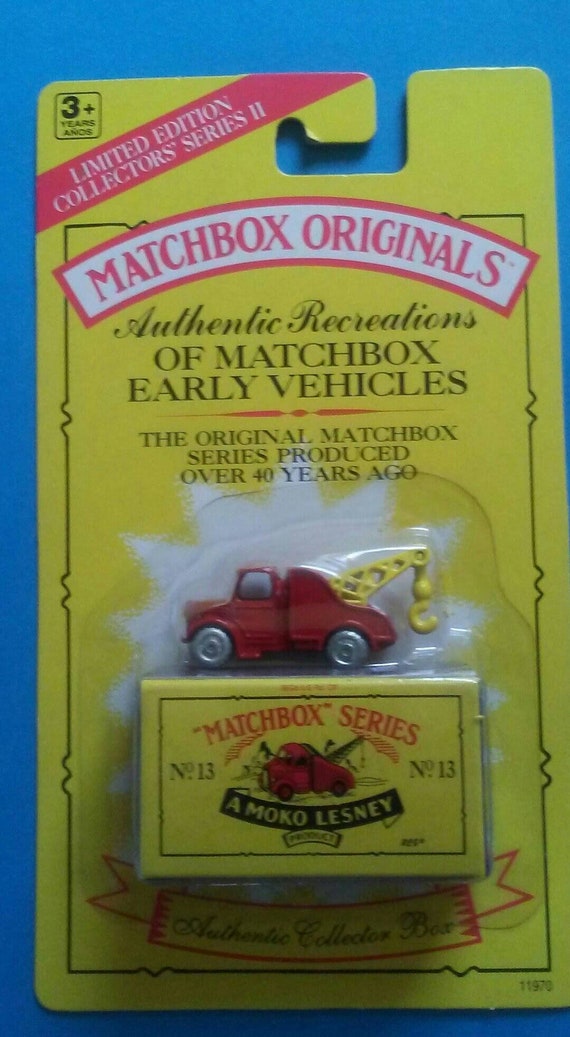 3+
YEARS
AÑOS
LIMITED EDITION
COLLECTORS' SERIES II
MATCHBOX ORIGINALS™
Authentic Recreations
OF MATCHBOX
EARLY VEHICLES
THE ORIGINAL MATCHBOX
SERIES PRODUCED
OVER 40 YEARS AGO
"MATCHBOX" SERIES
Nº 13 Nº 13
A MOKO LESNEY
PRODUCT
Authentic Collector Box
11970